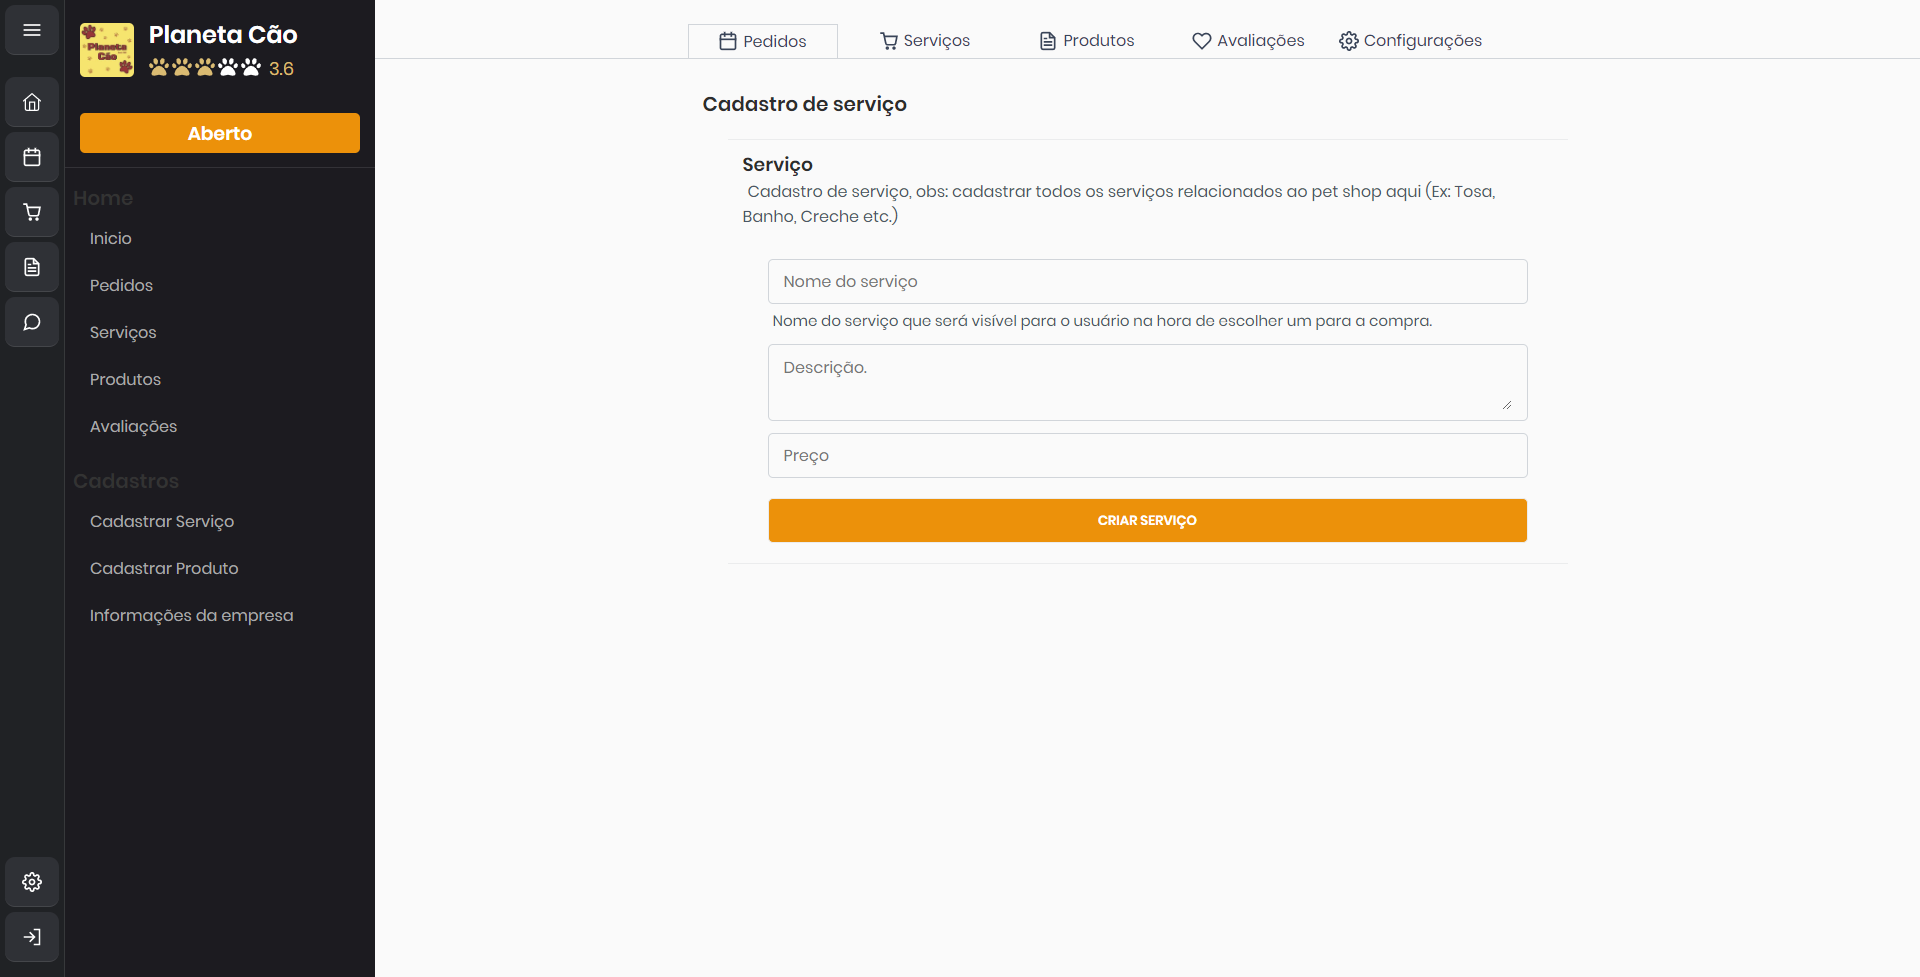 Planeta Cão
Planeta
Cão
3.6
Aberto
Home
Inicio
Pedidos
Serviços
Produtos
Avaliações
Cadastros
Cadastrar Serviço
Cadastrar Produto
Informações da empresa
Pedidos Serviços Produtos Avaliações Configurações
Cadastro de serviço
Serviço
Cadastro de serviço, obs: cadastrar todos os serviços relacionados ao pet shop aqui (Ex: Tosa,
Banho, Creche etc.)
Nome do serviço
Nome do serviço que será visível para o usuário na hora de escolher um para a compra.
Descrição.
Preço
CRIAR SERVIÇO